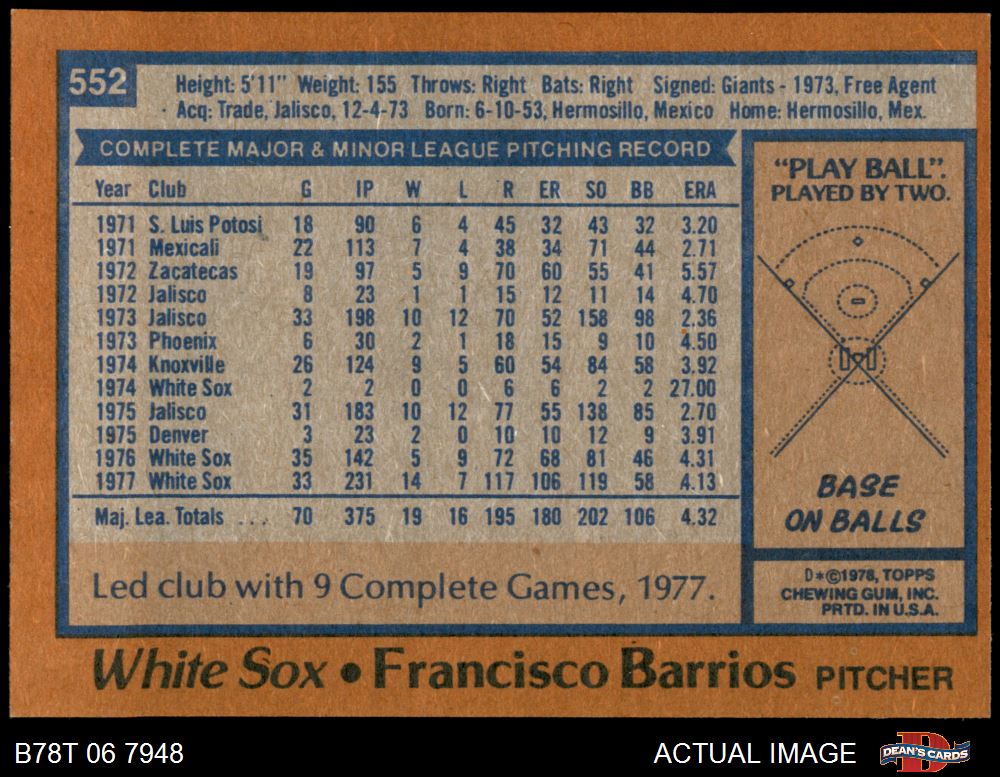 552
Height: 5'11" Weight: 155 Throws: Right Bats: Right Signed: Giants - 1973, Free Agent
Acq: Trade, Jalisco, 12-4-73 Born: 6-10-53, Hermosillo, Mexico Home: Hermosillo, Mex.
COMPLETE MAJOR & MINOR LEAGUE PITCHING RECORD
Year Club G IP W L R ER SO BB ERA
1971 S. Luis Potosi 18 90 6 4 45 32 43 32 3.20
1971 Mexicali 22 113 7 4 38 34 71 44 2.71
1972 Zacatecas 19 97 5 9 70 60 55 41 5.57
1972 Jalisco 8 23 1 1 15 12 11 14 4.70
1973 Jalisco 33 198 10 12 70 52 158 98 2.36
1973 Phoenix 6 30 2 1 18 15 9 10 4.50
1974 Knoxville 26 124 9 5 60 54 84 58 3.92
1974 White Sox 2 2 0 0 6 6 2 2 27.00
1975 Jalisco 31 183 10 12 77 55 138 85 2.70
1975 Denver 3 23 2 0 10 10 12 9 3.91
1976 White Sox 35 142 5 9 72 68 81 46 4.31
1977 White Sox 33 231 14 7 117 106 119 58 4.13
Maj. Lea. Totals ... 70 375 19 16 195 180 202 106 4.32
Led club with 9 Complete Games, 1977.
"PLAY BALL".
PLAYED BY TWO.
BASE
ON BALLS
D*©1978, TOPPS
CHEWING GUM, INC.
PRTD. IN U.S.A.
White Sox • Francisco Barrios PITCHER
B78T 06 7948 ACTUAL IMAGE
D
DEAN'S CARDS